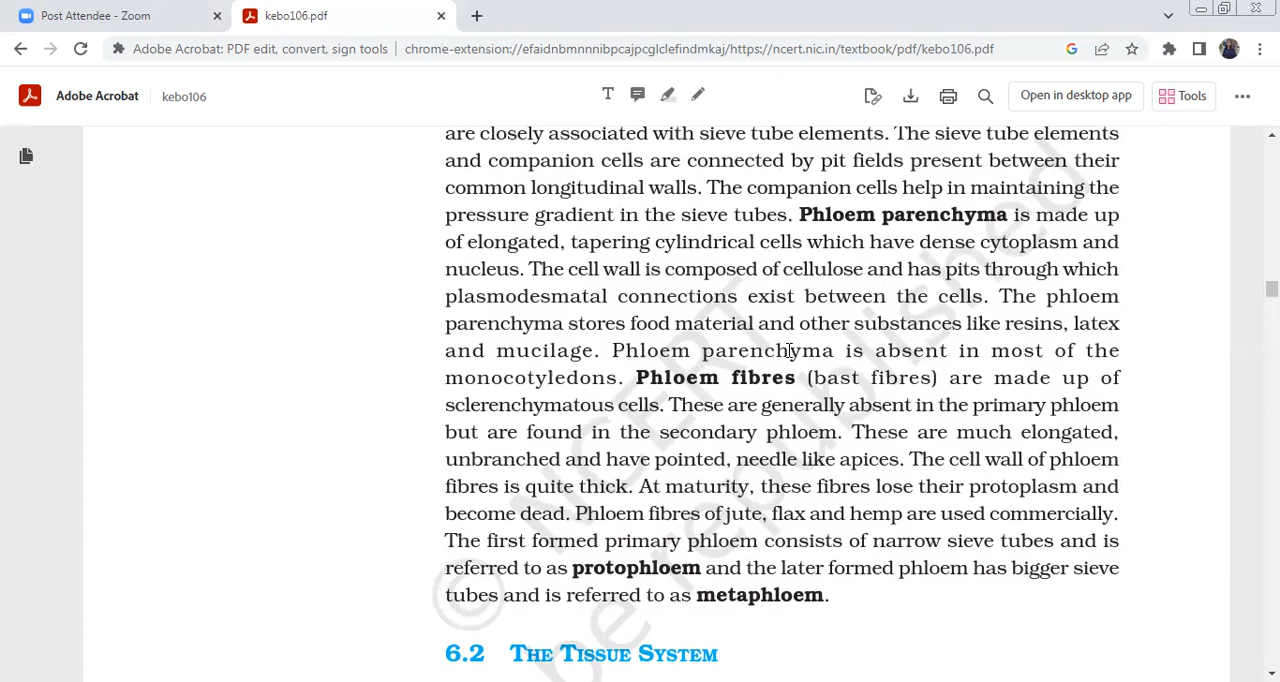 Post Attendee - Zoom
kebo106.pdf
Adobe Acrobat: PDF edit, convert, sign tools
chrome-extension://efaidnbmnnnibpcajpcglclefindmkaj/https://ncert.nic.in/textbook/pdf/kebo106.pdf
Adobe Acrobat
kebo106
Open in desktop app
Tools
are closely associated with sieve tube elements. The sieve tube elements
and companion cells are connected by pit fields present between their
common longitudinal walls. The companion cells help in maintaining the
pressure gradient in the sieve tubes. Phloem parenchyma is made up
of elongated, tapering cylindrical cells which have dense cytoplasm and
nucleus. The cell wall is composed of cellulose and has pits through which
plasmodesmatal connections exist between the cells. The phloem
parenchyma stores food material and other substances like resins, latex
and mucilage. Phloem parenchyma is absent in most of the
monocotyledons. Phloem fibres (bast fibres) are made up of
sclerenchymatous cells. These are generally absent in the primary phloem
but are found in the secondary phloem. These are much elongated,
unbranched and have pointed, needle like apices. The cell wall of phloem
fibres is quite thick. At maturity, these fibres lose their protoplasm and
become dead. Phloem fibres of jute, flax and hemp are used commercially.
The first formed primary phloem consists of narrow sieve tubes and is
referred to as protophloem and the later formed phloem has bigger sieve
tubes and is referred to as metaphloem.
6.2 The Tissue System
© NCERT
be republished